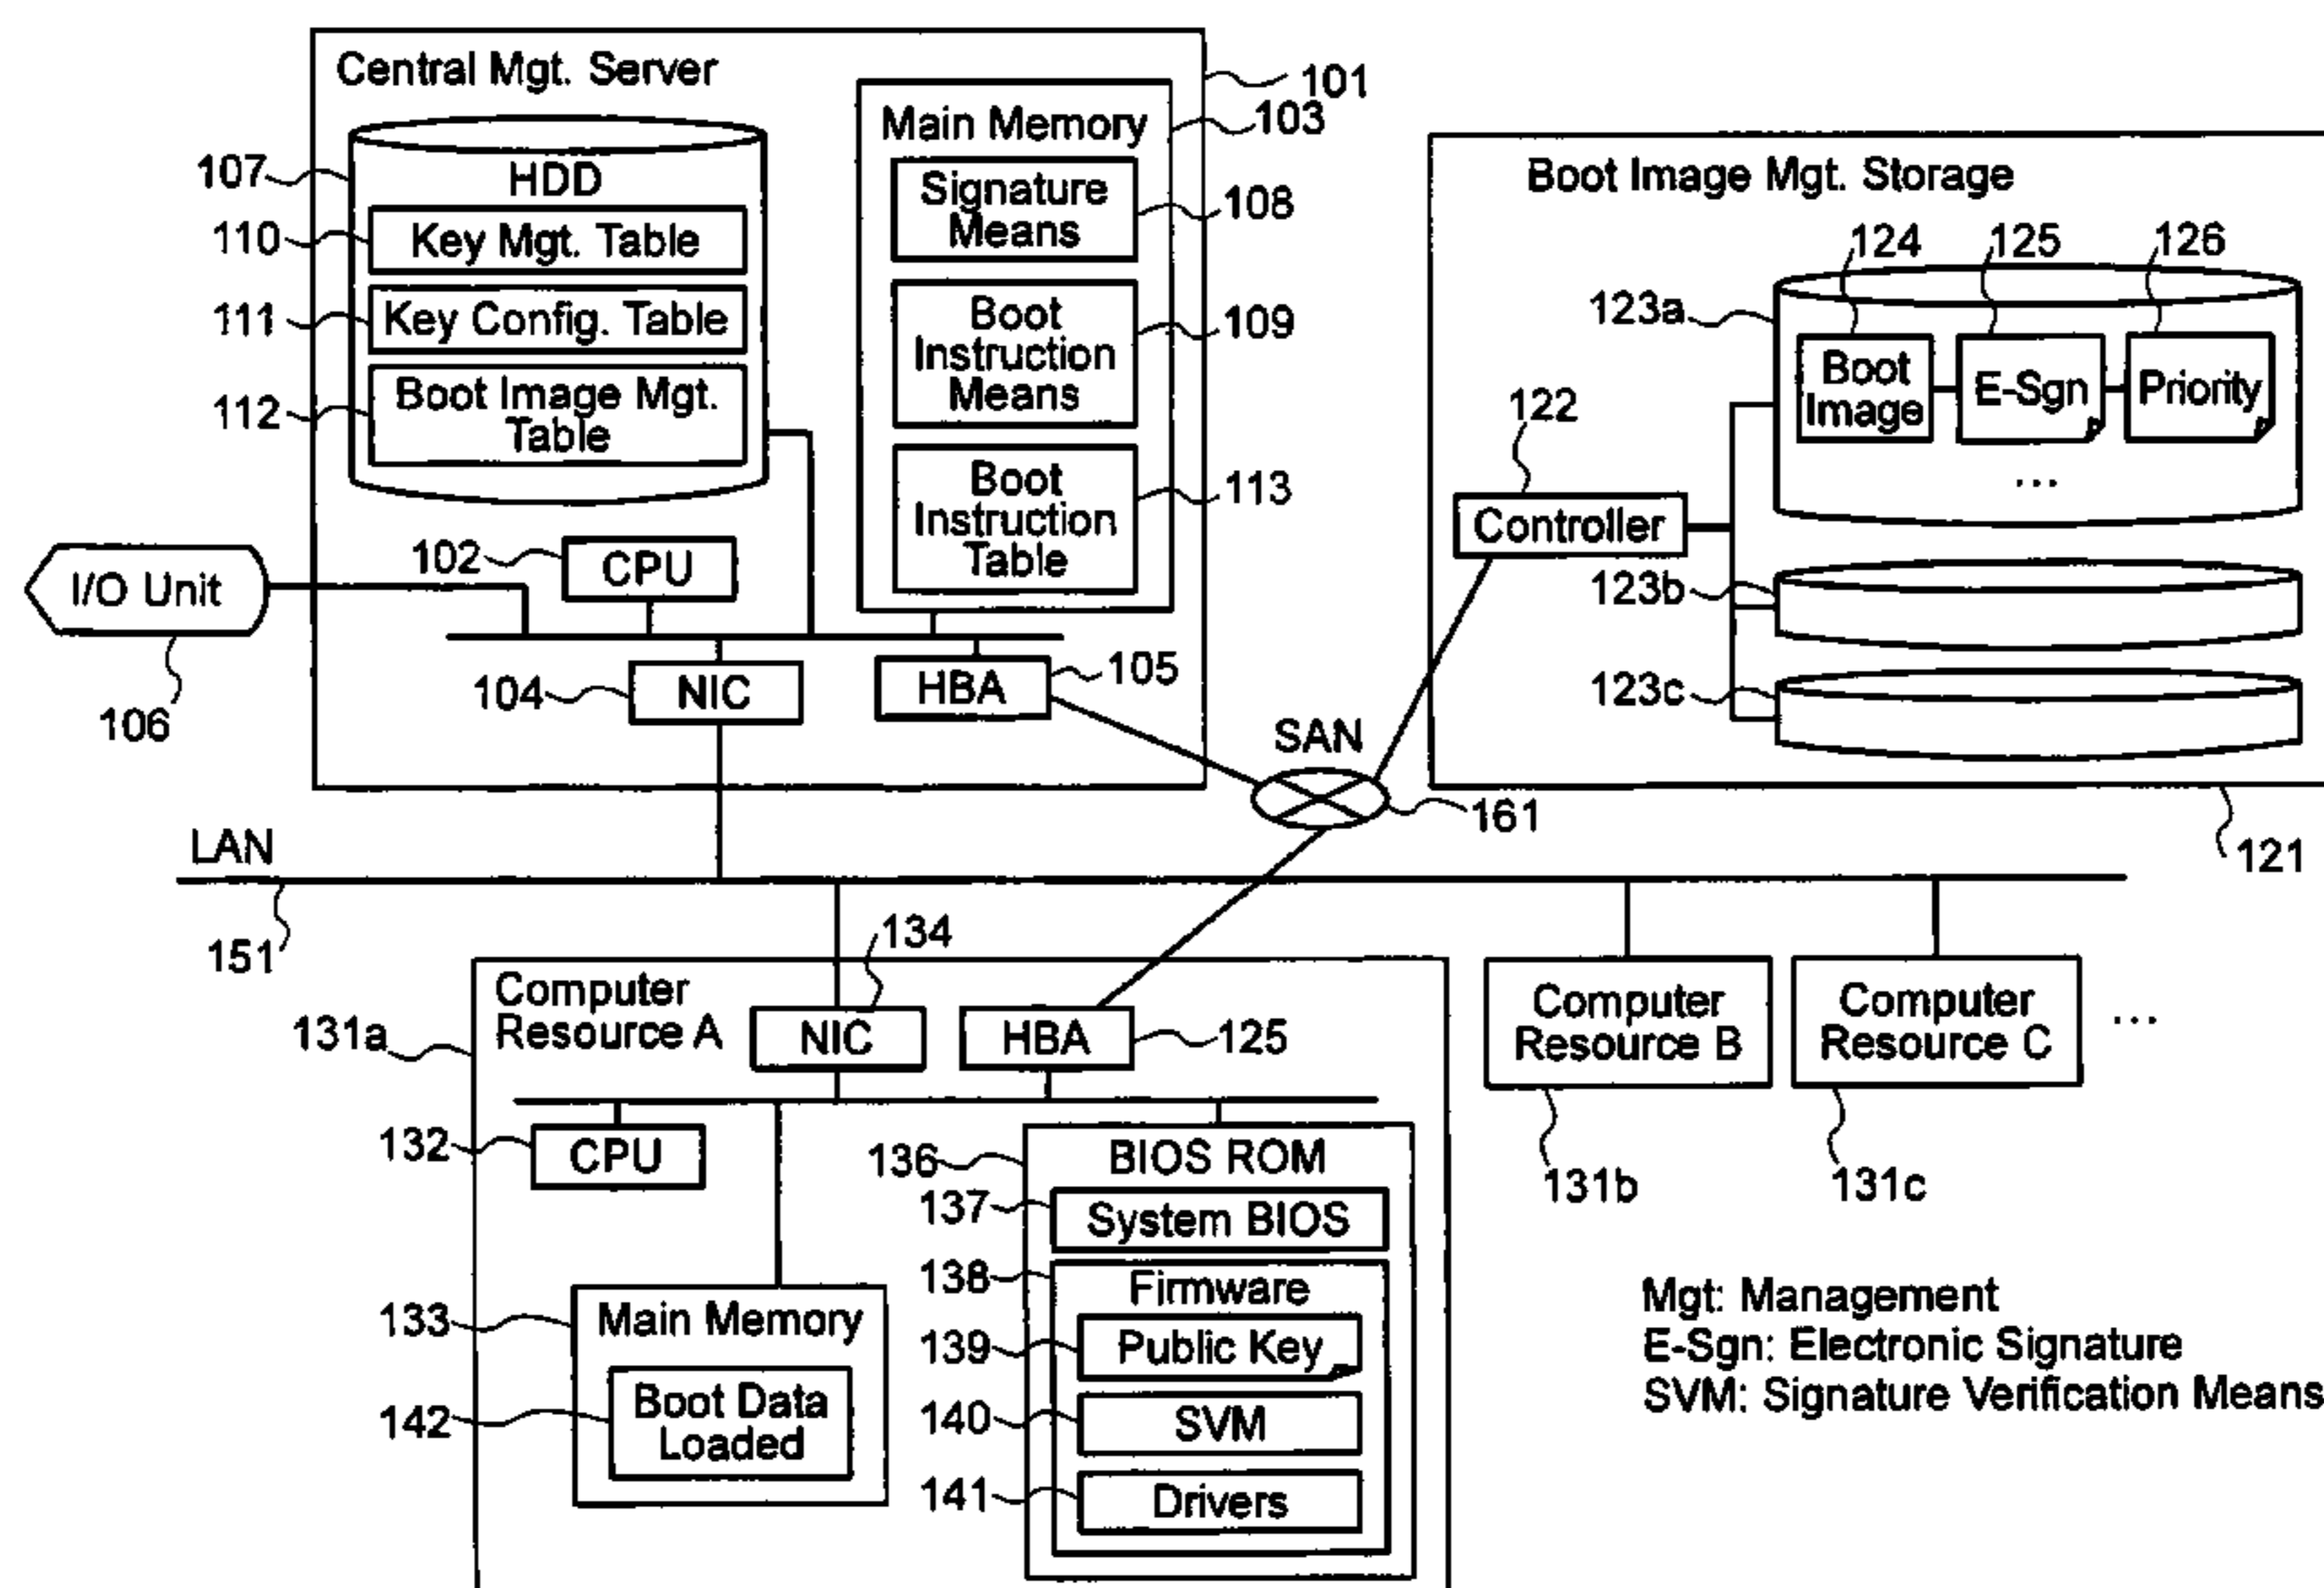 Central Mgt. Server
101
Main Memory
103
107
HDD
Signature
Means
108
110
Key Mgt. Table
111
Key Config. Table
Boot
Instruction
Means
109
112
Boot Image Mgt.
Table
Boot
Instruction
Table
113
102
CPU
I/O Unit
106
104
NIC
HBA
105
Boot Image Mgt. Storage
124
125
126
123a
Boot
Image
E-Sgn
Priority
...
122
Controller
123b
123c
SAN
161
121
LAN
151
134
Computer
Resource A
131a
NIC
HBA
125
Computer
Resource B
Computer
Resource C
...
131b
131c
132
CPU
136
BIOS ROM
137
System BIOS
138
Firmware
133
Main Memory
139
Public Key
142
Boot Data
Loaded
140
SVM
141
Drivers
Mgt: Management
E-Sgn: Electronic Signature
SVM: Signature Verification Means